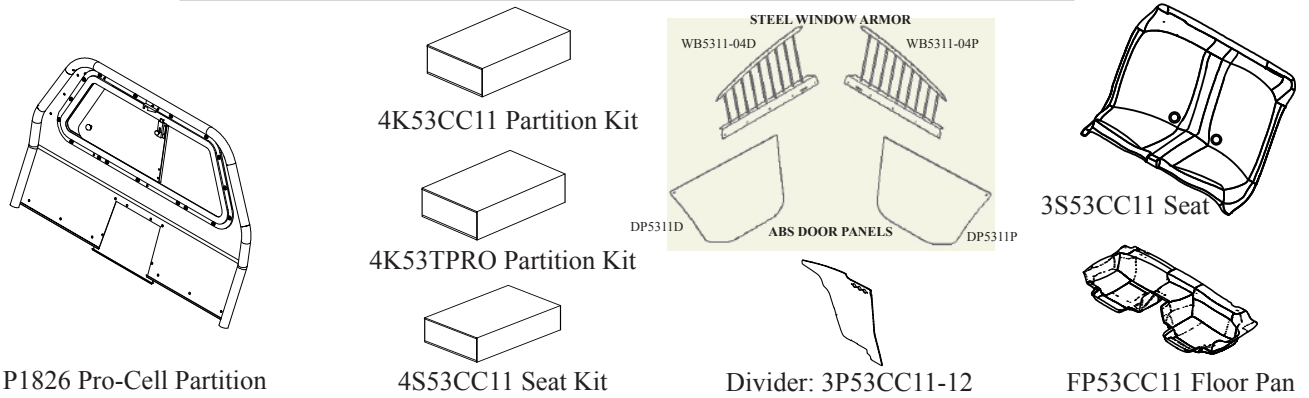 STEEL WINDOW ARMOR
WB5311-04D
WB5311-04P
4K53CC11 Partition Kit
3S53CC11 Seat
DP5311D
ABS DOOR PANELS
DP5311P
4K53TPRO Partition Kit
P1826 Pro-Cell Partition
4S53CC11 Seat Kit
Divider: 3P53CC11-12
FP53CC11 Floor Pan